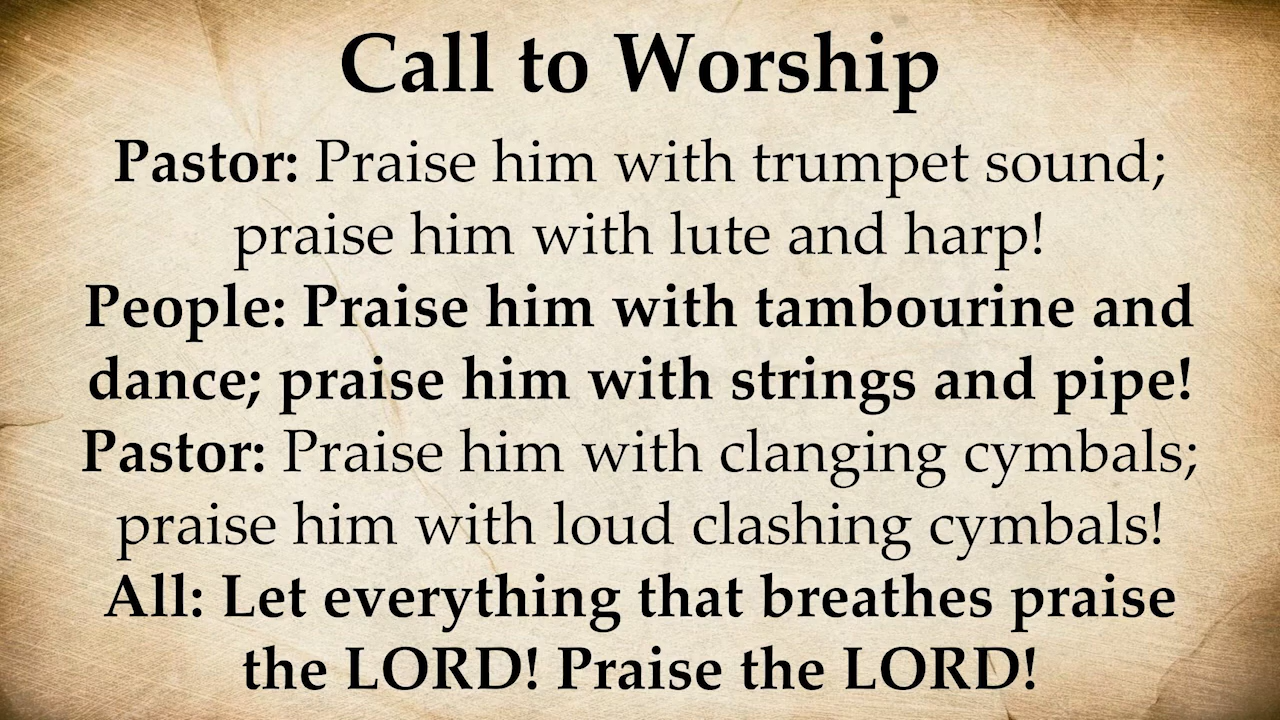 Call to Worship
Pastor: Praise him with trumpet sound;
praise him with lute and harp!
People: Praise him with tambourine and
dance; praise him with strings and pipe!
Pastor: Praise him with clanging cymbals;
praise him with loud clashing cymbals!
All: Let everything that breathes praise
the LORD! Praise the LORD!